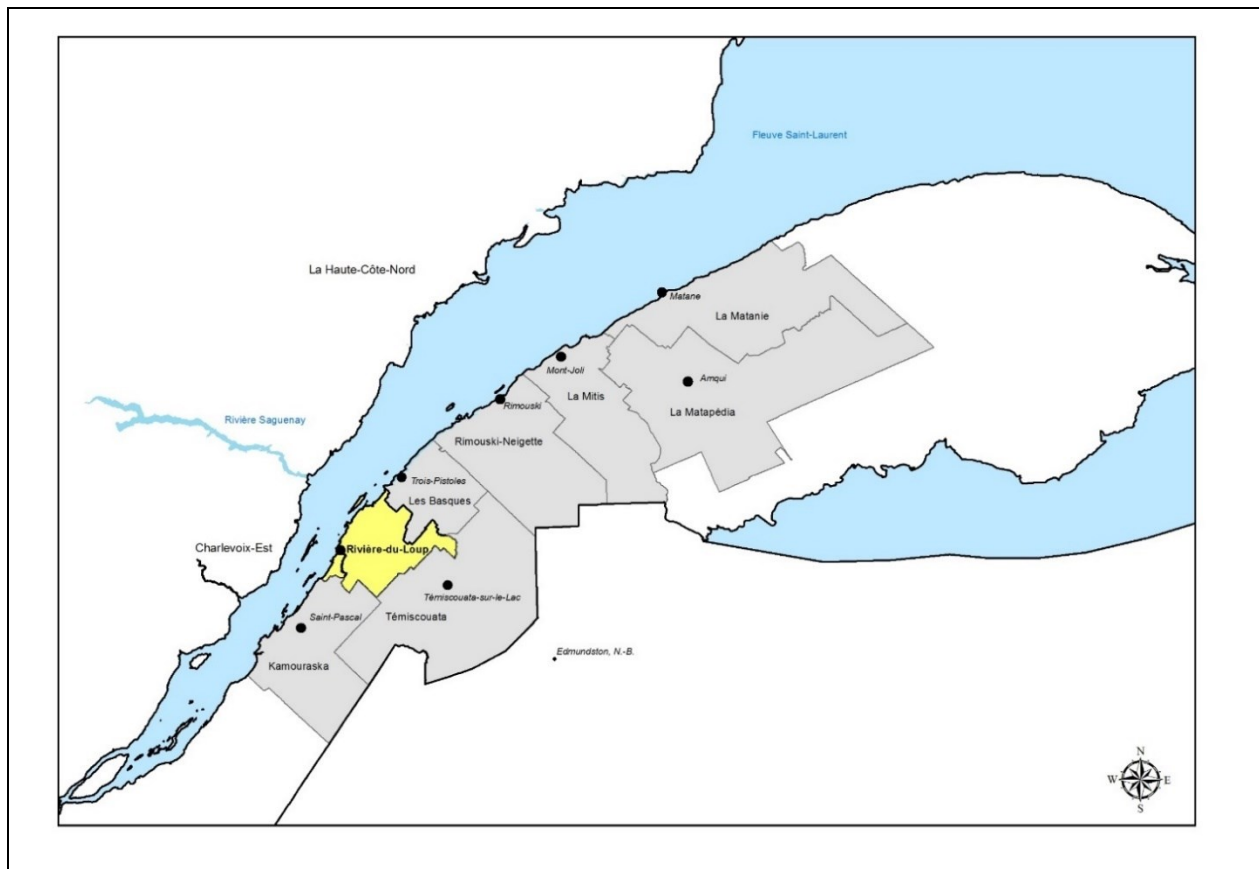 Fleuve Saint-Laurent
La Haute-Côte-Nord
Matane
La Matanie
Mont-Joli
Amqui
La Mitis
Rimouski
La Matapédia
Rivière Saguenay
Rimouski-Neigette
Trois-Pistoles
Les Basques
Charlevoix-Est
Rivière-du-Loup
Témiscouata-sur-le-Lac
Saint-Pascal
Témiscouata
Edmundston, N.-B.
Kamouraska
N
W E
S